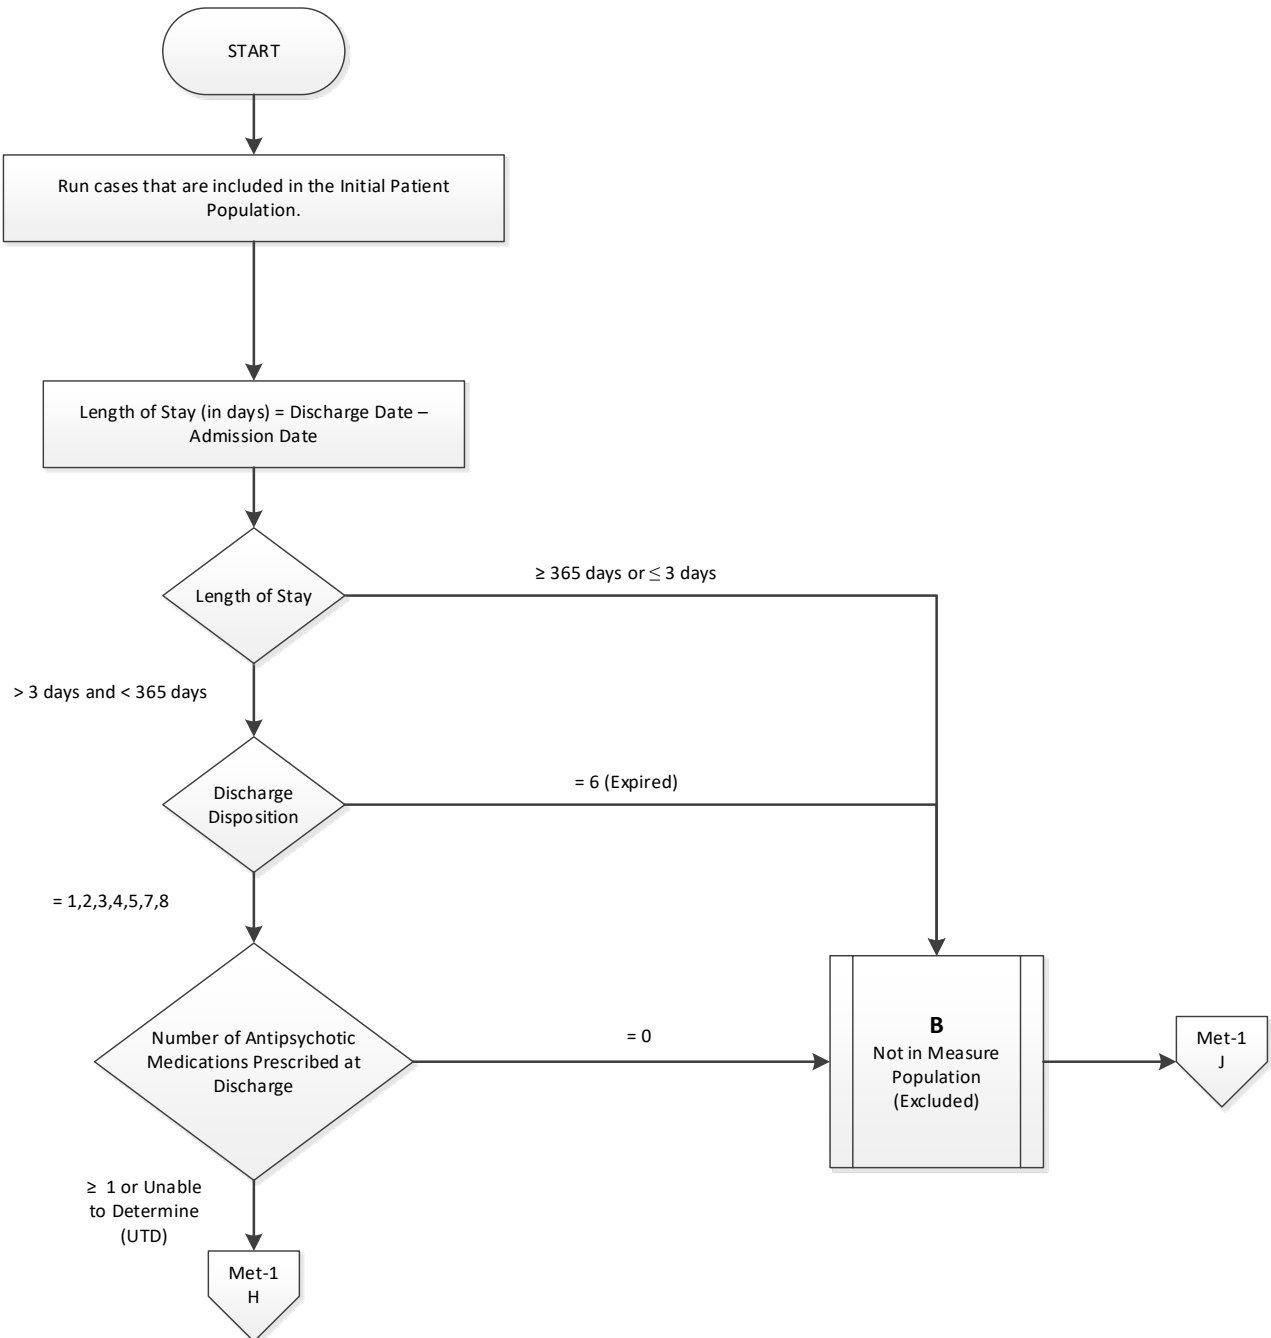 START
Run cases that are included in the Initial Patient
Population.
Length of Stay (in days) = Discharge Date –
Admission Date
Length of Stay
≥ 365 days or ≤ 3 days
> 3 days and < 365 days
Discharge
Disposition
= 6 (Expired)
= 1,2,3,4,5,7,8
Number of Antipsychotic
Medications Prescribed at
Discharge
= 0
B
Not in Measure
Population
(Excluded)
Met-1
J
≥ 1 or Unable
to Determine
(UTD)
Met-1
H